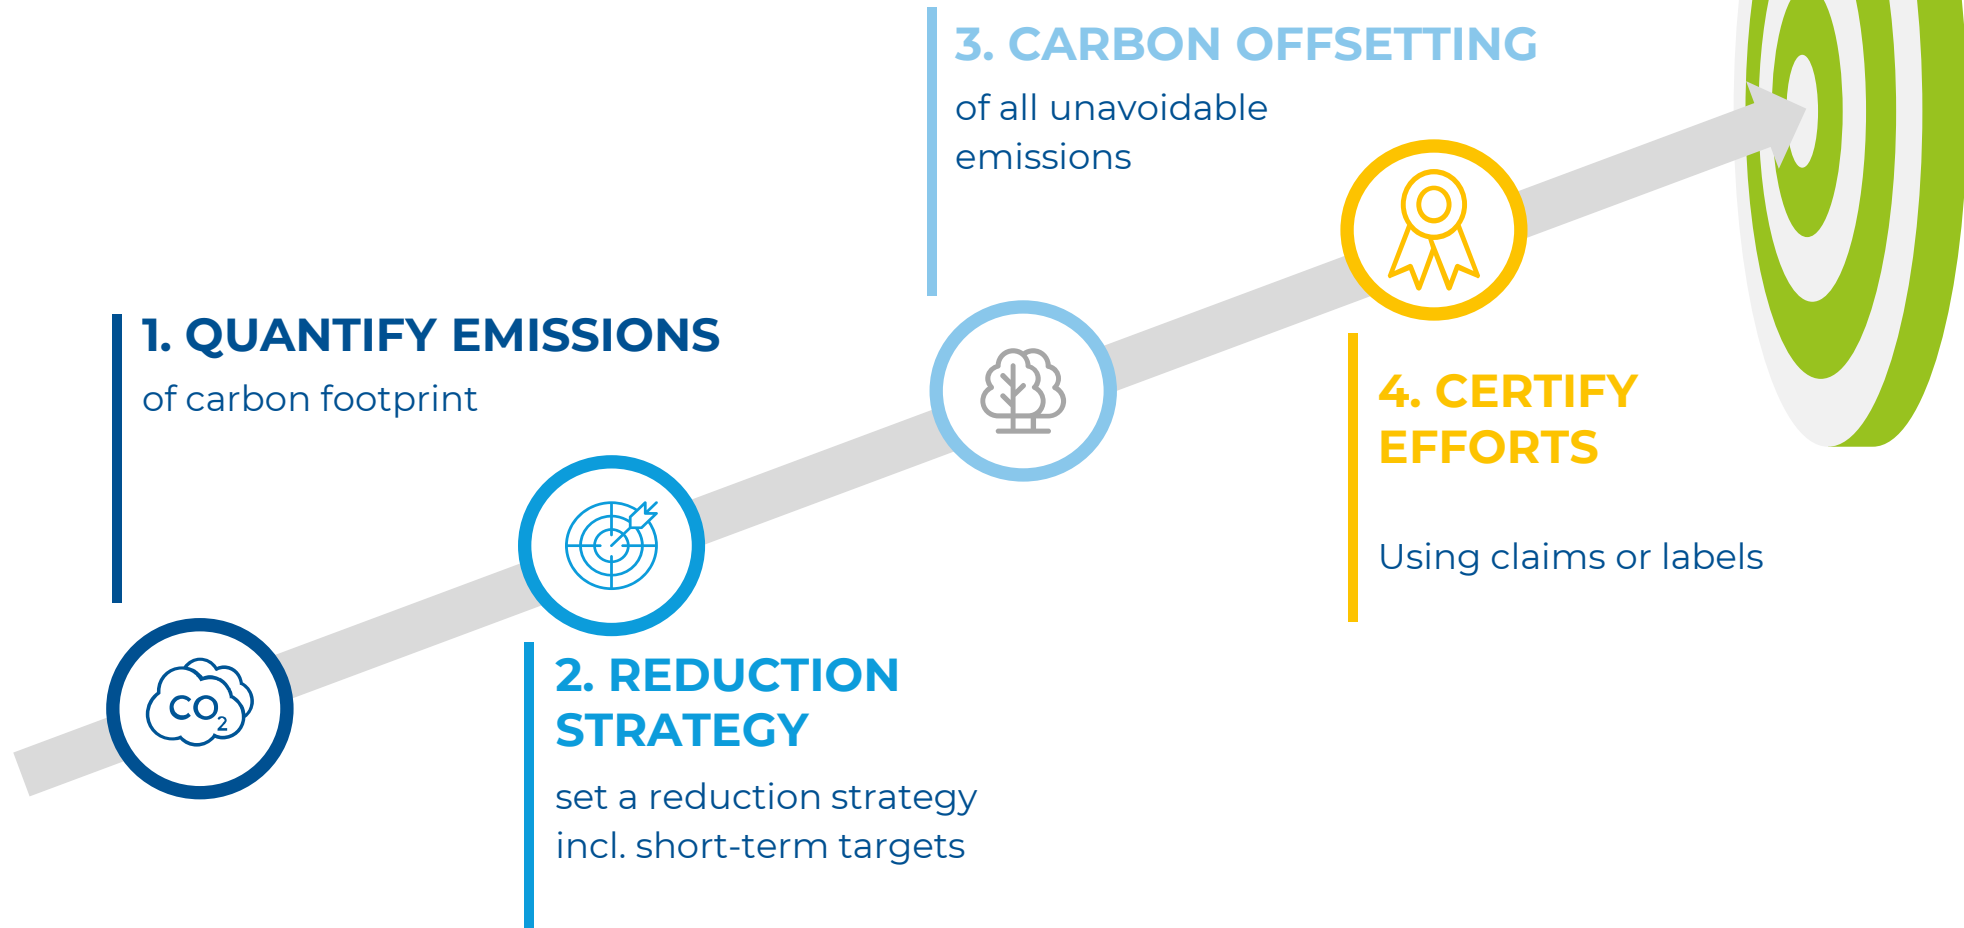 1. QUANTIFY EMISSIONS
of carbon footprint
CO2
2. REDUCTION
STRATEGY
set a reduction strategy
incl. short-term targets
3. CARBON OFFSETTING
of all unavoidable
emissions
4. CERTIFY
EFFORTS
Using claims or labels